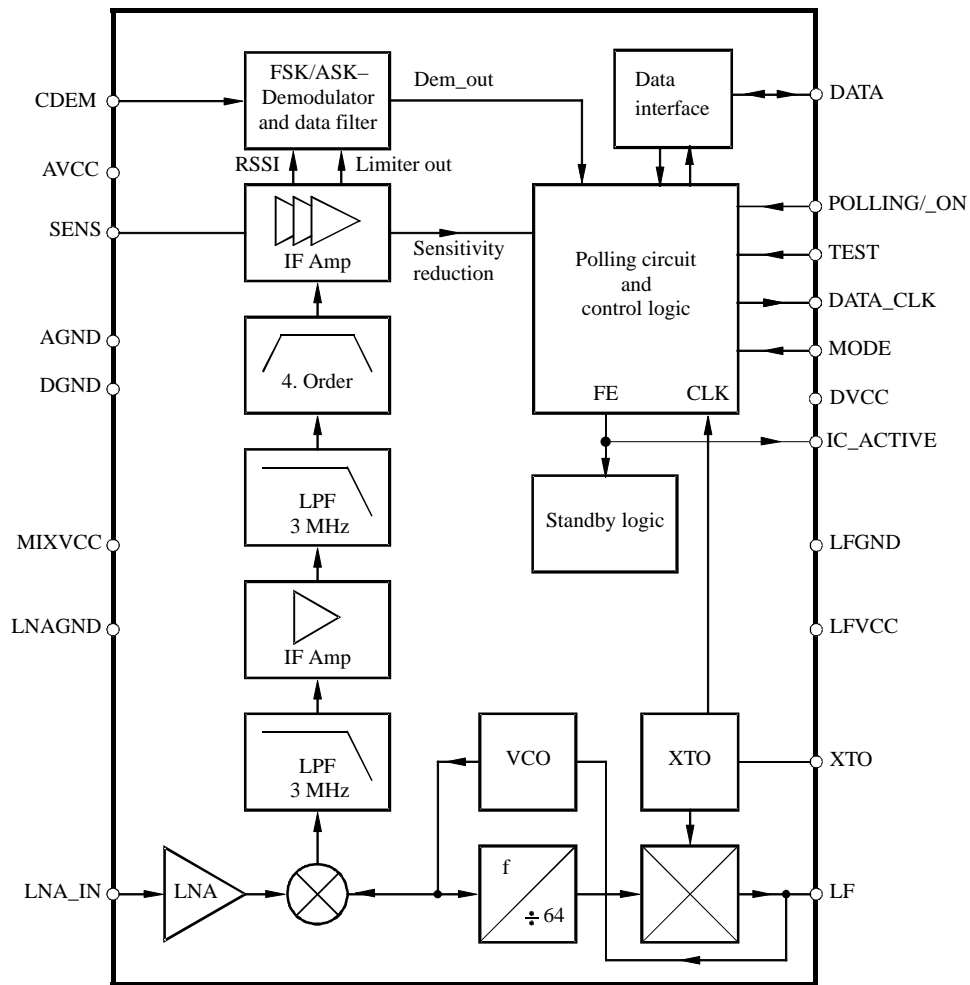 CDEM
AVCC
SENS
AGND
DGND
MIXVCC
LNAGND
LNA_IN
FSK/ASK–
Demodulator
and data filter
Dem_out
RSSI
Limiter out
IF Amp
Sensitivity
reduction
4. Order
LPF
3 MHz
IF Amp
LPF
3 MHz
LNA
VCO
f
÷ 64
XTO
Data
interface
Polling circuit
and
control logic
FE
CLK
Standby logic
DATA
POLLING/_ON
TEST
DATA_CLK
MODE
DVCC
IC_ACTIVE
LFGND
LFVCC
XTO
LF